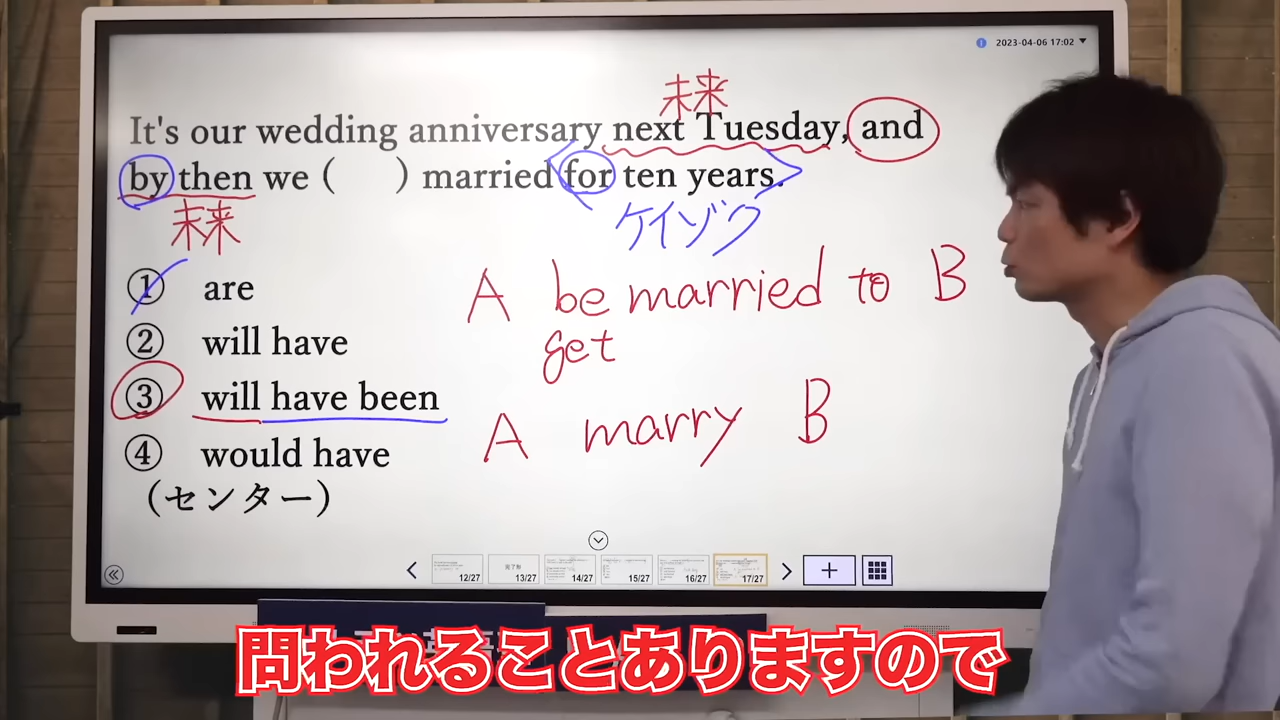 2023-04-06 17:02
未来
It's our wedding anniversary next Tuesday, and
by then we ( ) married for ten years.
未来
ケイゾク
① are
② will have
③ will have been
④ would have
(センター)
A be married to B
get
A marry B
12/27
完了形
13/27
14/27
15/27
16/27
17/27
問われることありますので